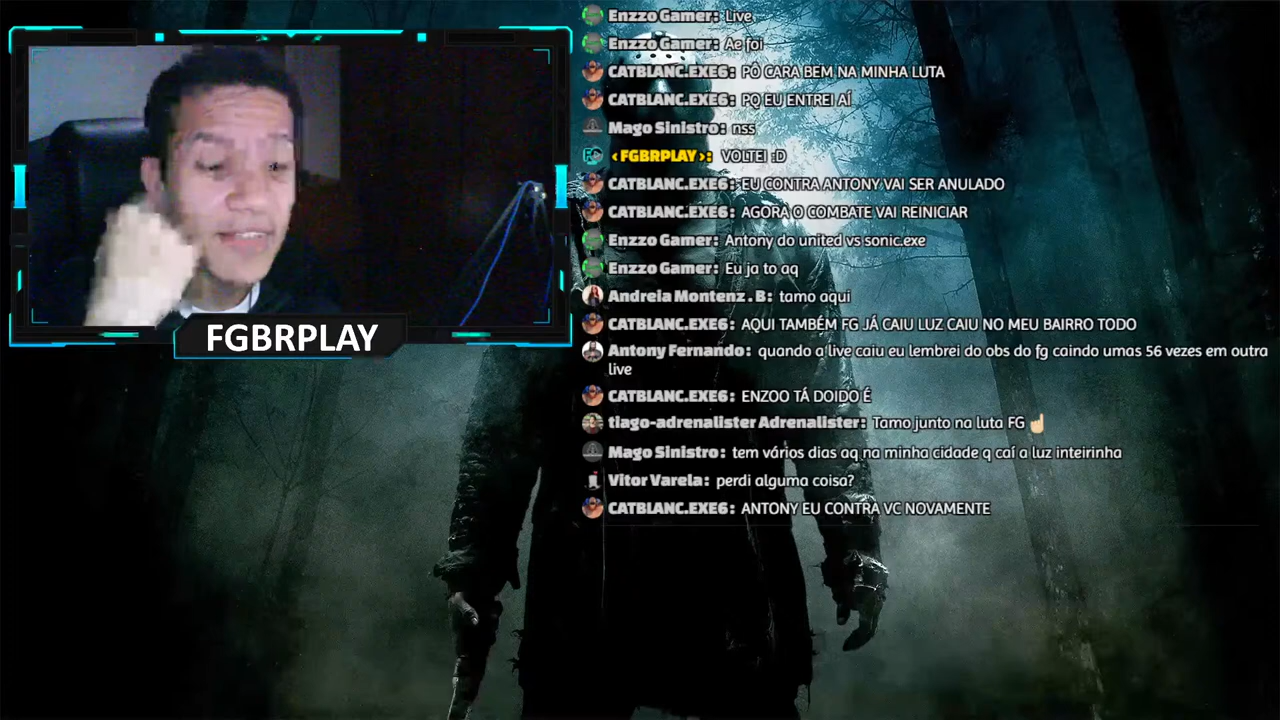 Enzzo Gamer: Live
Enzzo Gamer: Ae foi
CATBLANC.EXE6: PÔ CARA BEM NA MINHA LUTA
CATBLANC.EXE6: PQ EU ENTREI AÍ
Mago Sinistro: nss
‹FGBRPLAY›: VOLTEI :D
CATBLANC.EXE6: EU CONTRA ANTONY VAI SER ANULADO
CATBLANC.EXE6: AGORA O COMBATE VAI REINICIAR
Enzzo Gamer: Antony do united vs sonic.exe
Enzzo Gamer: Eu ja to aq
Andreia Montenz . B: tamo aqui
CATBLANC.EXE6: AQUI TAMBÉM FG JÁ CAIU LUZ CAIU NO MEU BAIRRO TODO
Antony Fernando: quando a live caiu eu lembrei do obs do fg caindo umas 56 vezes em outra
live
CATBLANC.EXE6: ENZOO TÁ DOIDO É
tiago-adrenalister Adrenalister: Tamo junto na luta FG ☝🏻
Mago Sinistro: tem vários dias aq na minha cidade q caí a luz inteirinha
Vitor Varela: perdi alguma coisa?
CATBLANC.EXE6: ANTONY EU CONTRA VC NOVAMENTE
FGBRPLAY